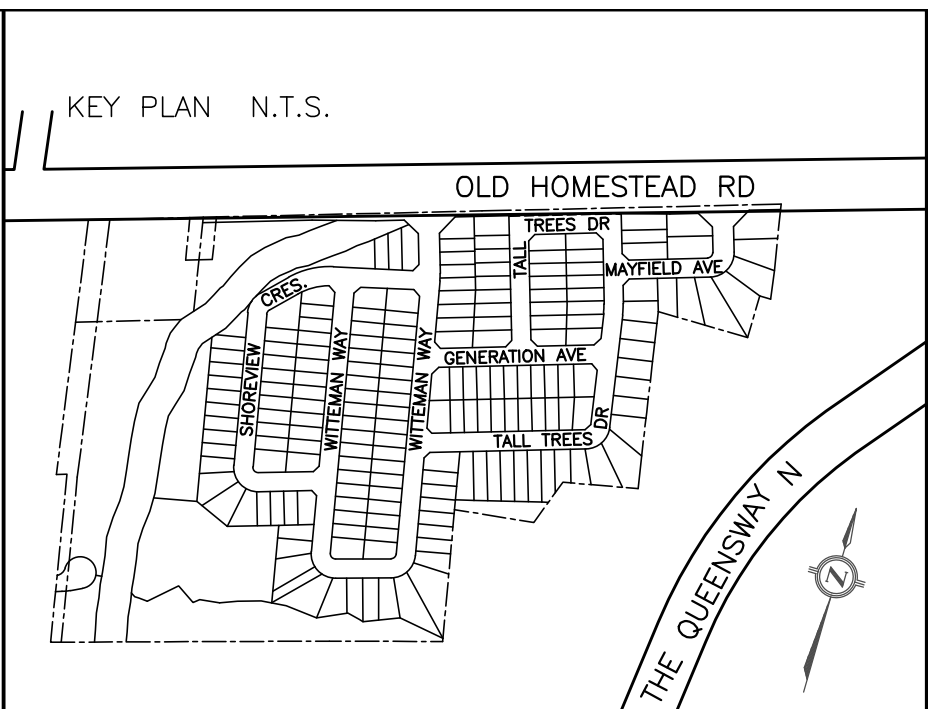 KEY PLAN N.T.S.
OLD HOMESTEAD RD
TREES DR
TALL
MAYFIELD AVE
CRES.
SHOREVIEW
WITTEMAN WAY
WITTEMAN WAY
GENERATION AVE
TALL TREES
DR
THE QUEENSWAY N
N